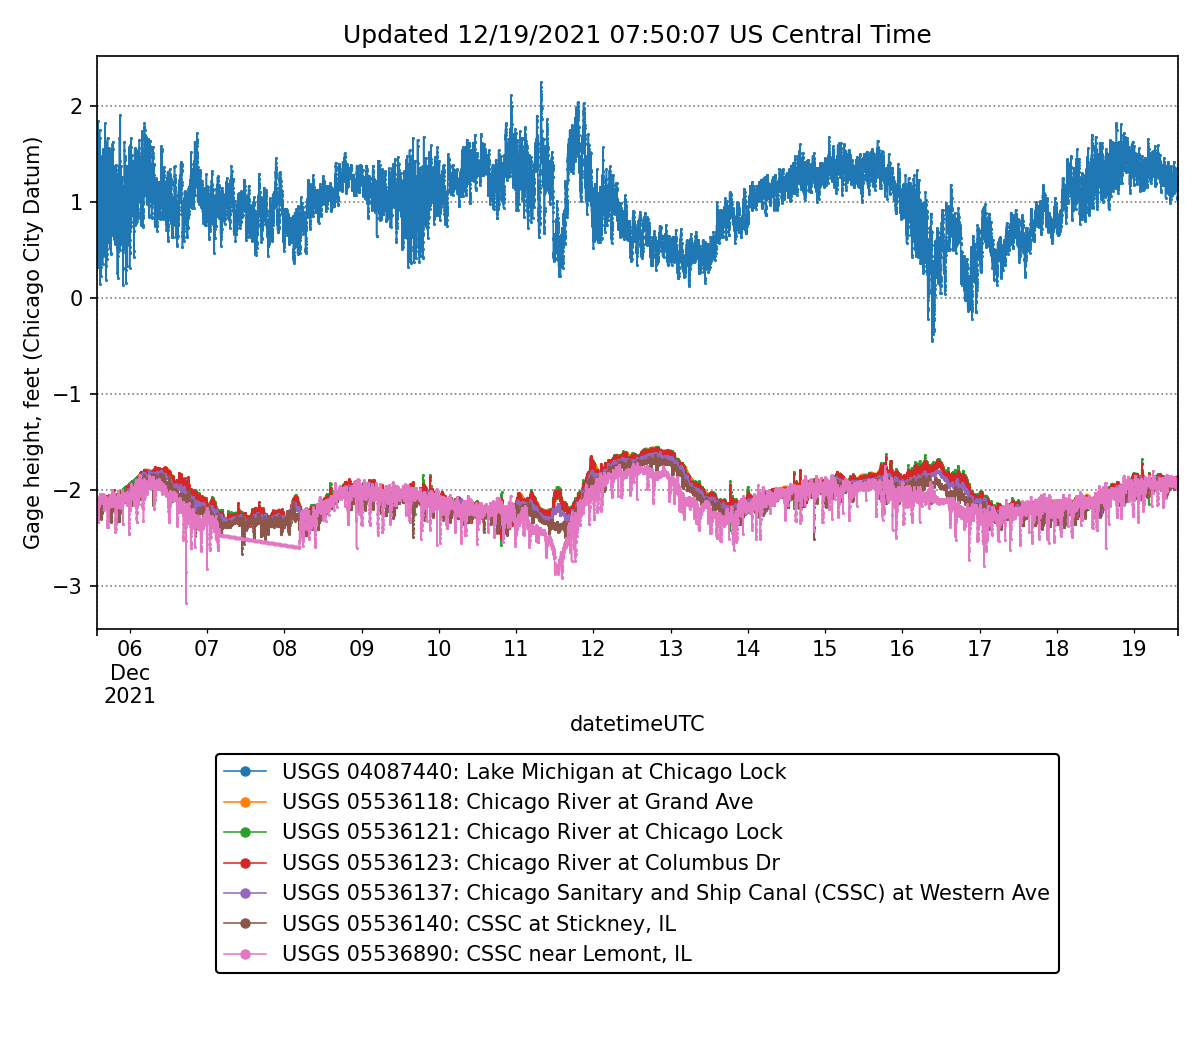 Updated 12/19/2021 07:50:07 US Central Time
Gage height, feet (Chicago City Datum)
2
1
0
−1
−2
−3
06 07 08 09 10 11 12 13 14 15 16 17 18 19
Dec
2021
datetimeUTC
USGS 04087440: Lake Michigan at Chicago Lock
USGS 05536118: Chicago River at Grand Ave
USGS 05536121: Chicago River at Chicago Lock
USGS 05536123: Chicago River at Columbus Dr
USGS 05536137: Chicago Sanitary and Ship Canal (CSSC) at Western Ave
USGS 05536140: CSSC at Stickney, IL
USGS 05536890: CSSC near Lemont, IL